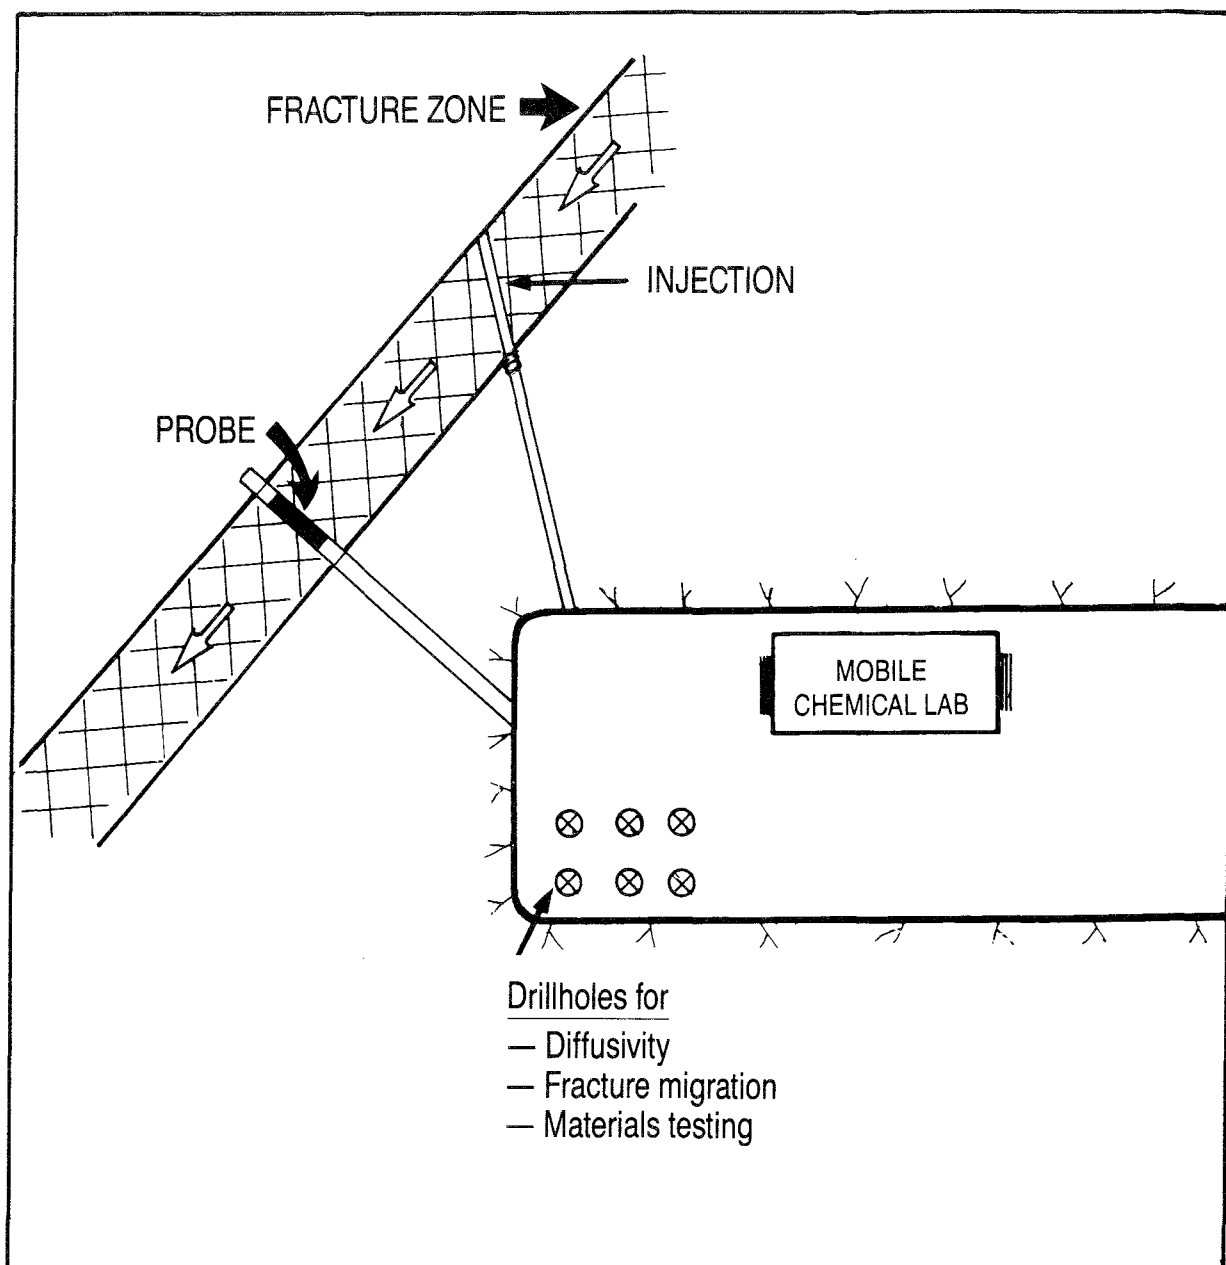 FRACTURE ZONE
INJECTION
PROBE
MOBILE
CHEMICAL LAB
Drillholes for
— Diffusivity
— Fracture migration
— Materials testing